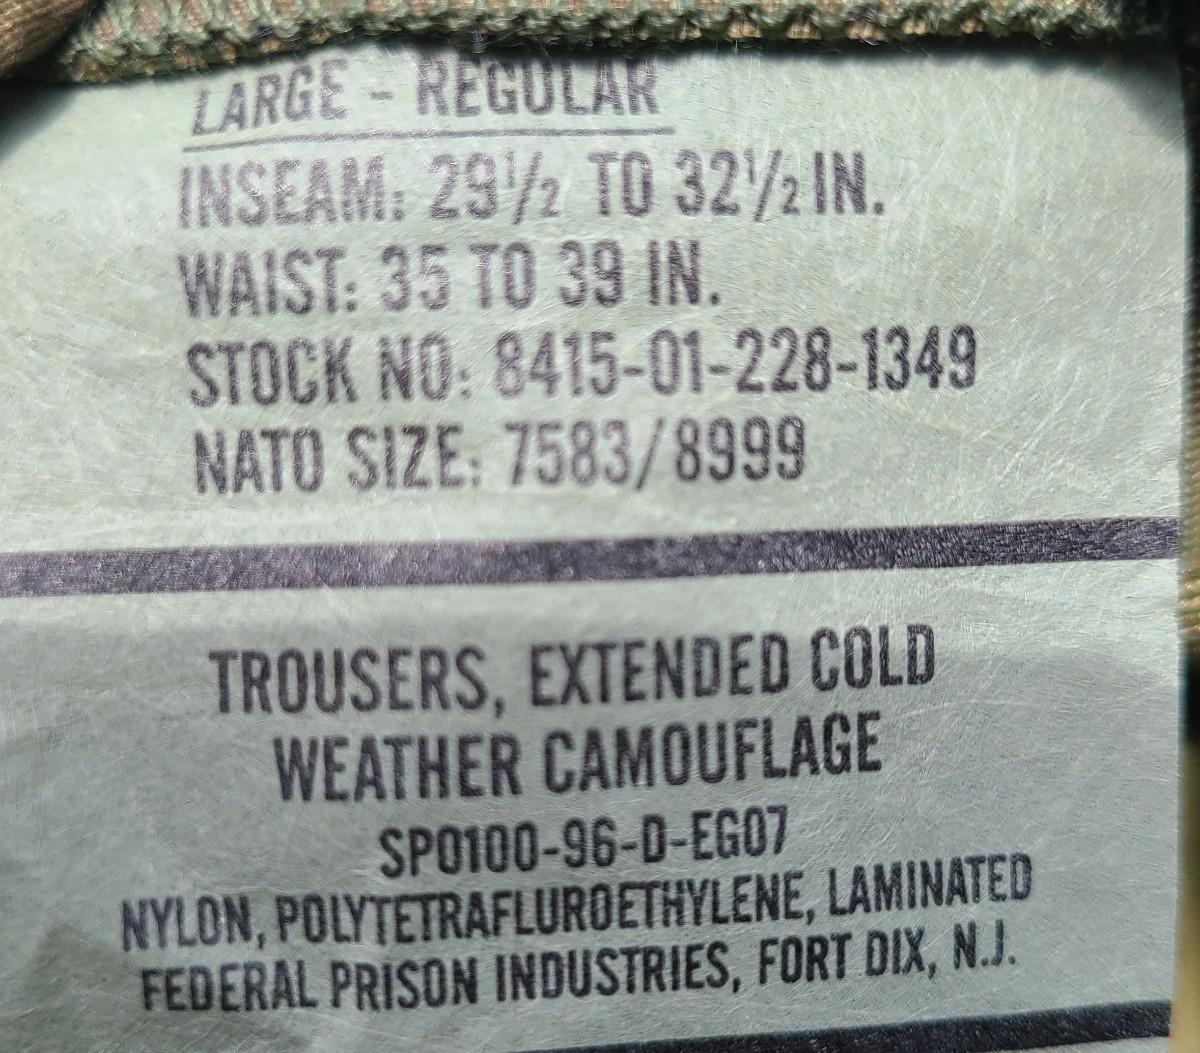 LARGE - REGULAR
INSEAM: 29½ TO 32½ IN.
WAIST: 35 TO 39 IN.
STOCK NO: 8415-01-228-1349
NATO SIZE: 7583/8999
TROUSERS, EXTENDED COLD
WEATHER CAMOUFLAGE
SPO100-96-D-EG07
NYLON, POLYTETRAFLUROETHYLENE, LAMINATED
FEDERAL PRISON INDUSTRIES, FORT DIX, N.J.